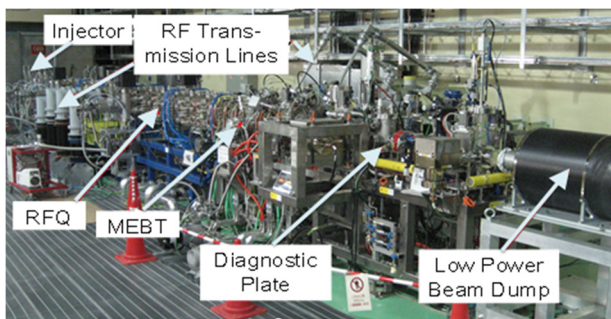 Injector
RF Trans-
mission Lines
RFQ
MEBT
Diagnostic
Plate
Low Power
Beam Dump